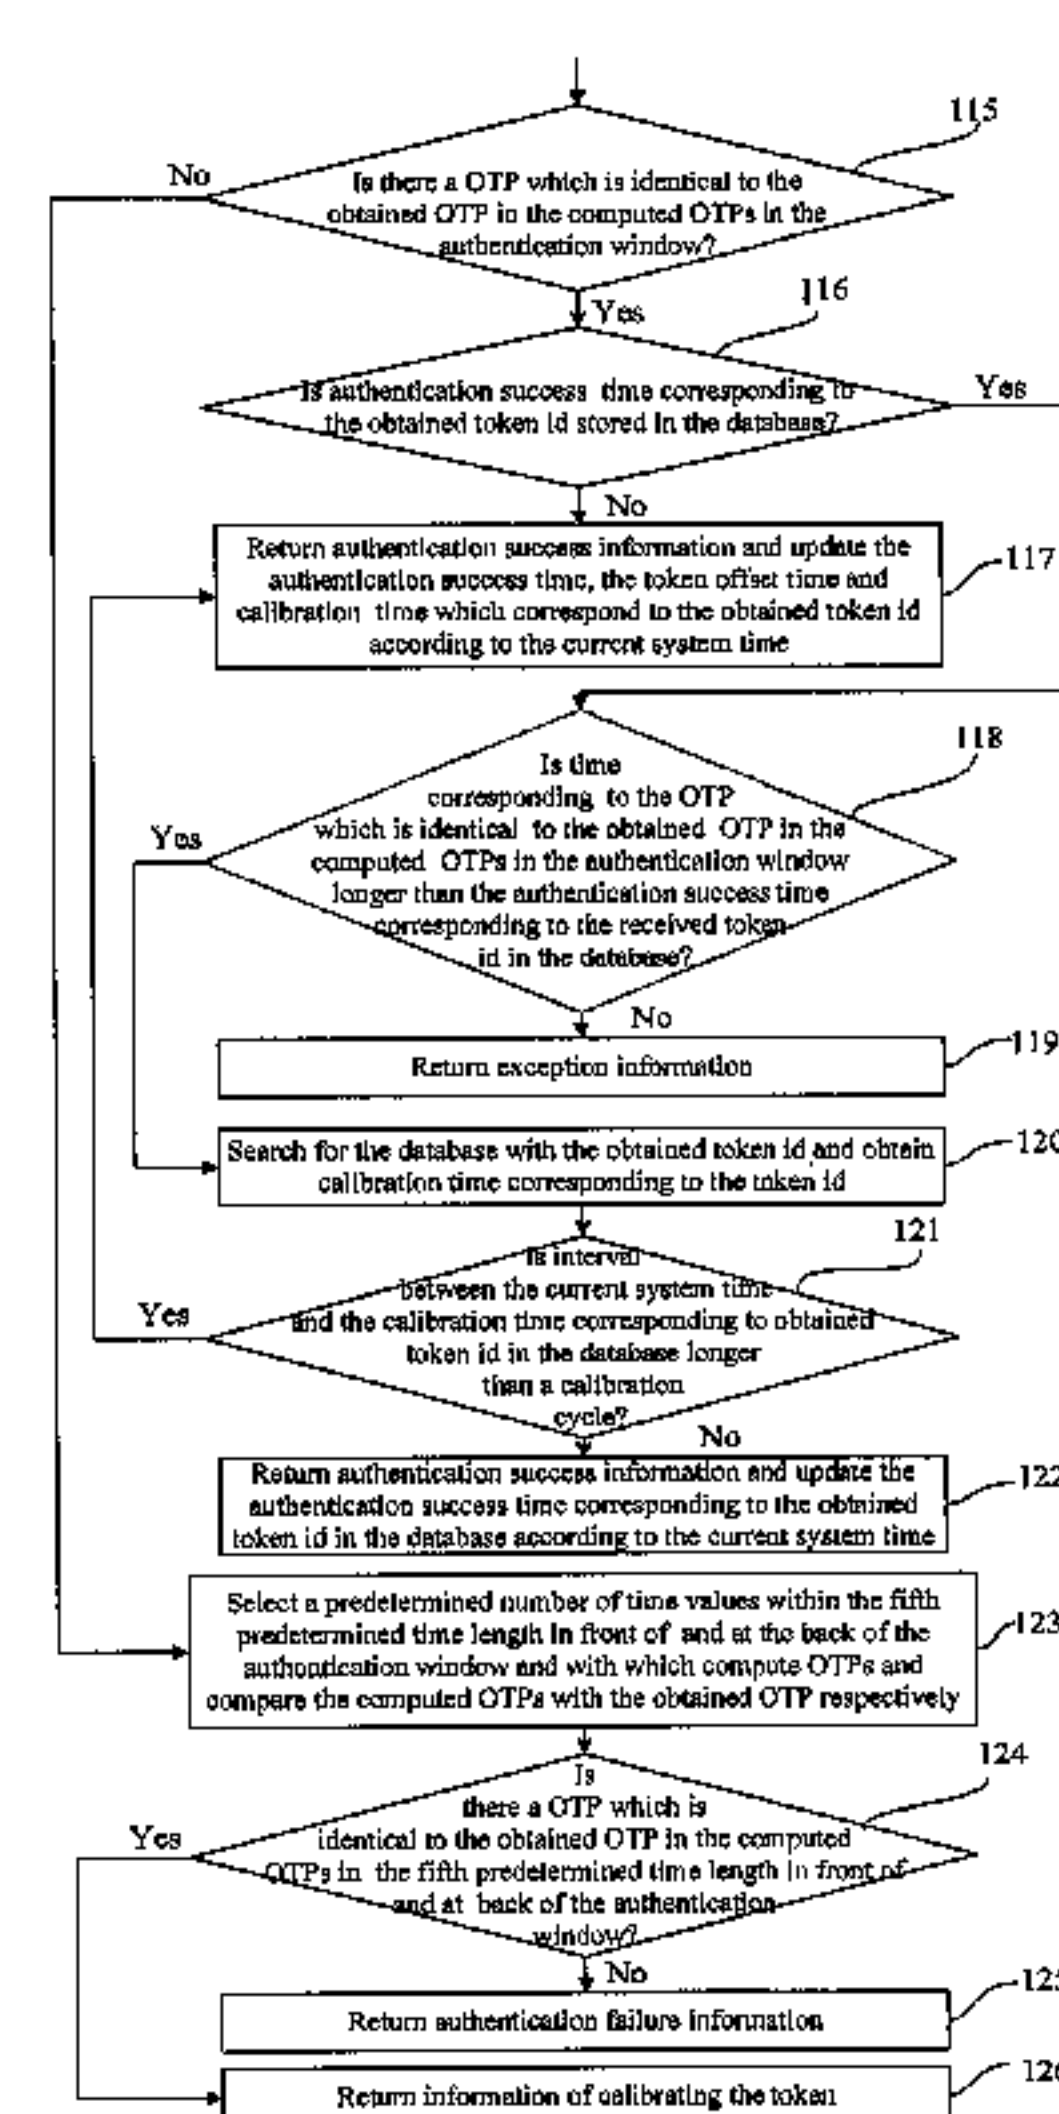 115
No
Is there a OTP which is identical to the
obtained OTP in the computed OTPs in the
authentication window?
116
Yes
Is authentication success time corresponding to
the obtained token id stored in the database?
Yes
No
Return authentication success information and update the
authentication success time, the token offset time and
calibration time which correspond to the obtained token id
according to the current system time
117
118
Is time
corresponding to the OTP
which is identical to the obtained OTP in the
computed OTPs in the authentication window
longer than the authentication success time
corresponding to the received token
id in the database?
Yes
No
Return exception information
119
Search for the database with the obtained token id and obtain
calibration time corresponding to the token id
120
121
Is interval
between the current system time
and the calibration time corresponding to obtained
token id in the database longer
than a calibration
cycle?
Yes
No
Return authentication success information and update the
authentication success time corresponding to the obtained
token id in the database according to the current system time
122
Select a predetermined number of time values within the fifth
predetermined time length in front of and at the back of the
authentication window and with which compute OTPs and
compare the computed OTPs with the obtained OTP respectively
123
124
Is
there a OTP which is
identical to the obtained OTP in the computed
OTPs in the fifth predetermined time length in front of
and at back of the authentication
window?
Yes
No
Return authentication failure information
125
Return information of calibrating the token
126